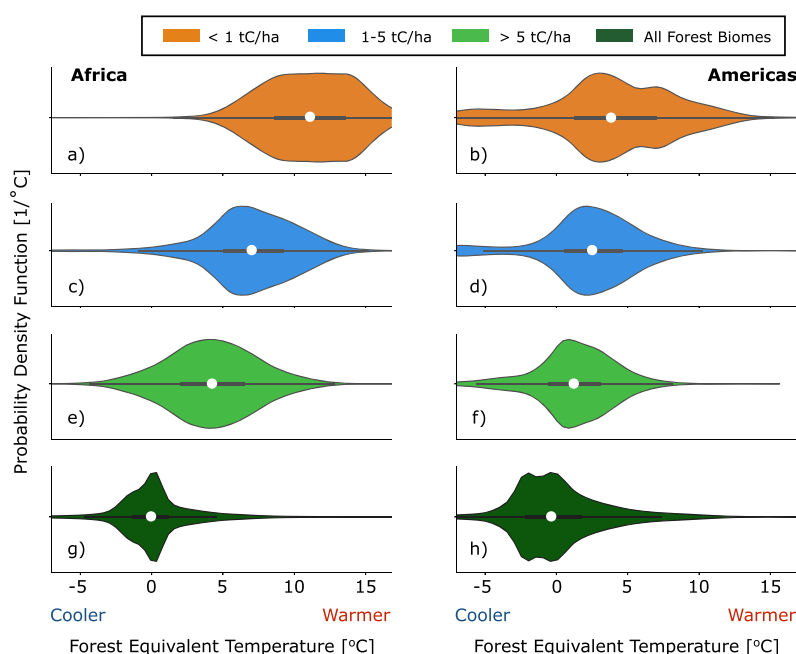 < 1 tC/ha 1-5 tC/ha > 5 tC/ha All Forest Biomes
Africa
Americas
Probability Density Function [1/˚C]
a)
b)
c)
d)
e)
f)
g)
h)
-5 0 5 10 15
-5 0 5 10 15
Cooler Warmer
Cooler Warmer
Forest Equivalent Temperature [ºC]
Forest Equivalent Temperature [ºC]